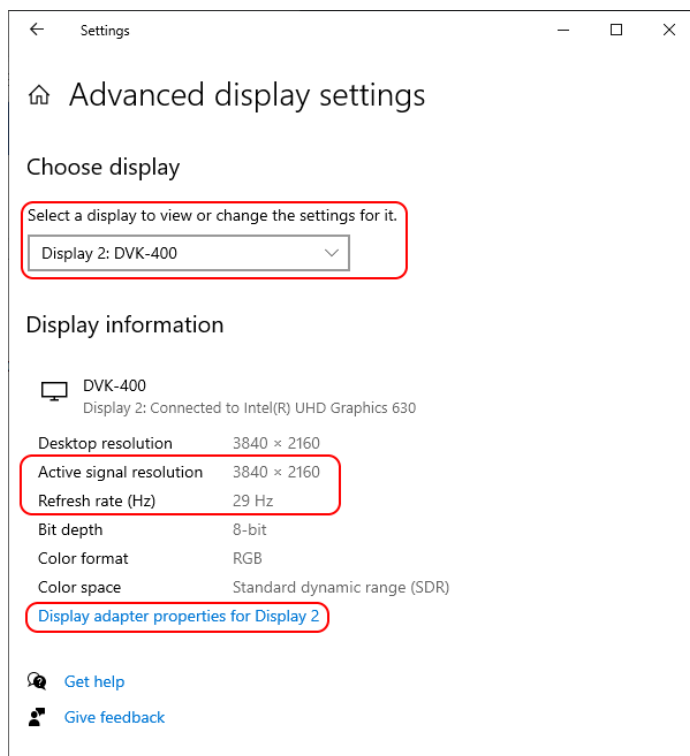 Settings
Advanced display settings
Choose display
Select a display to view or change the settings for it.
Display 2: DVK-400
Display information
DVK-400
Display 2: Connected to Intel(R) UHD Graphics 630
Desktop resolution 3840 × 2160
Active signal resolution 3840 × 2160
Refresh rate (Hz) 29 Hz
Bit depth 8-bit
Color format RGB
Color space Standard dynamic range (SDR)
Display adapter properties for Display 2
Get help
Give feedback